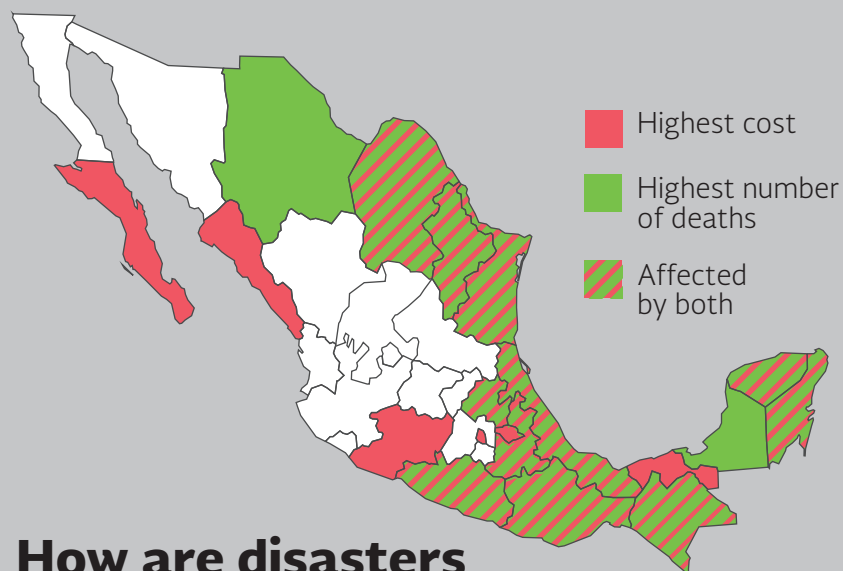 Highest cost
Highest number
of deaths
Affected
by both
How are disasters